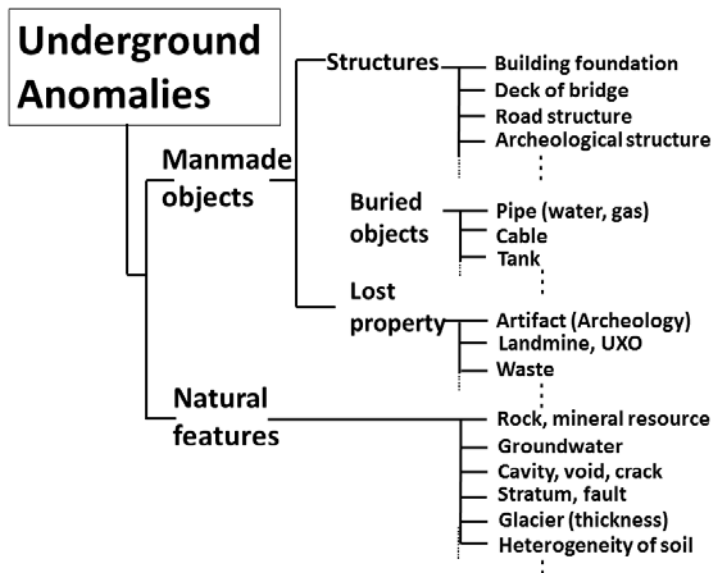 Underground
Anomalies
Manmade
objects
Structures
Building foundation
Deck of bridge
Road structure
Archeological structure
Buried
objects
Pipe (water, gas)
Cable
Tank
Lost
property
Artifact (Archeology)
Landmine, UXO
Waste
Natural
features
Rock, mineral resource
Groundwater
Cavity, void, crack
Stratum, fault
Glacier (thickness)
Heterogeneity of soil